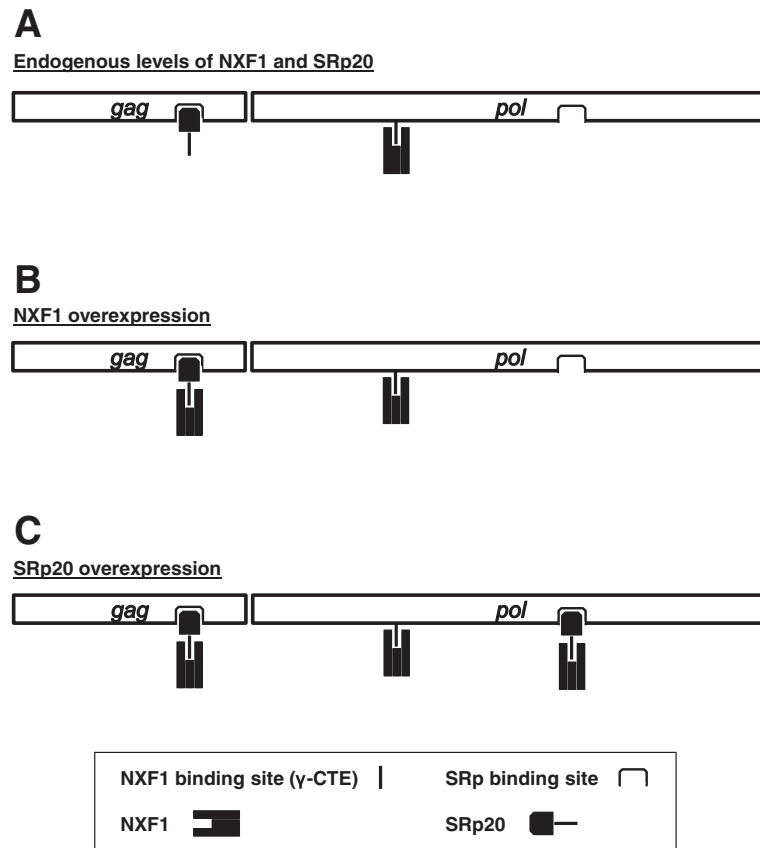 A
Endogenous levels of NXF1 and SRp20
gag
pol
B
NXF1 overexpression
gag
pol
C
SRp20 overexpression
gag
pol
NXF1 binding site (γ-CTE)
SRp binding site
NXF1
SRp20